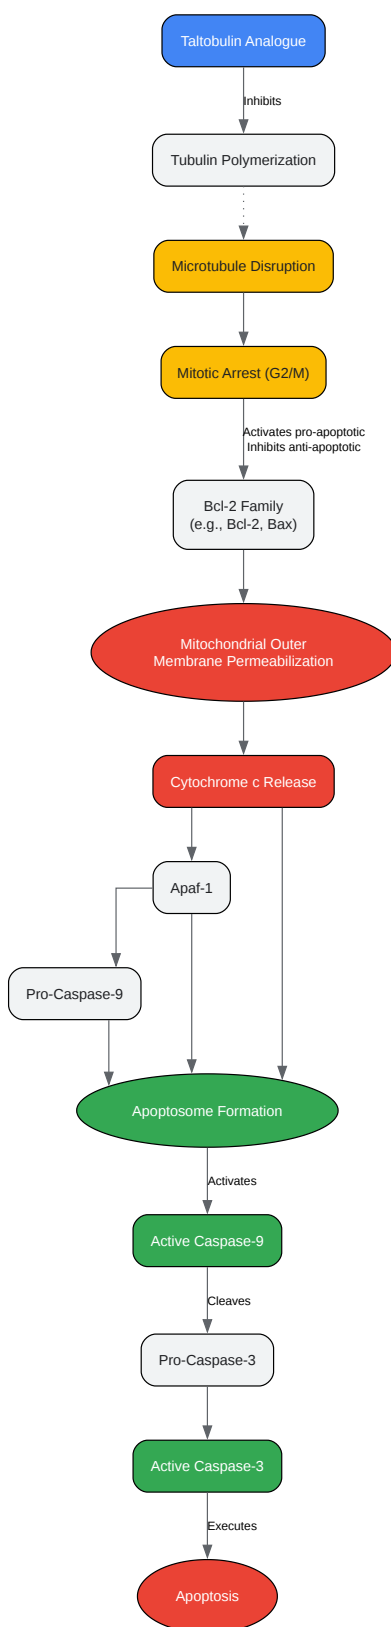 Taltobulin Analogue
Inhibits
Tubulin Polymerization
Microtubule Disruption
Mitotic Arrest (G2/M)
Activates pro-apoptotic
Inhibits anti-apoptotic
Bcl-2 Family
(e.g., Bcl-2, Bax)
Mitochondrial Outer
Membrane Permeabilization
Cytochrome c Release
Apaf-1
Pro-Caspase-9
Apoptosome Formation
Activates
Active Caspase-9
Cleaves
Pro-Caspase-3
Active Caspase-3
Executes
Apoptosis